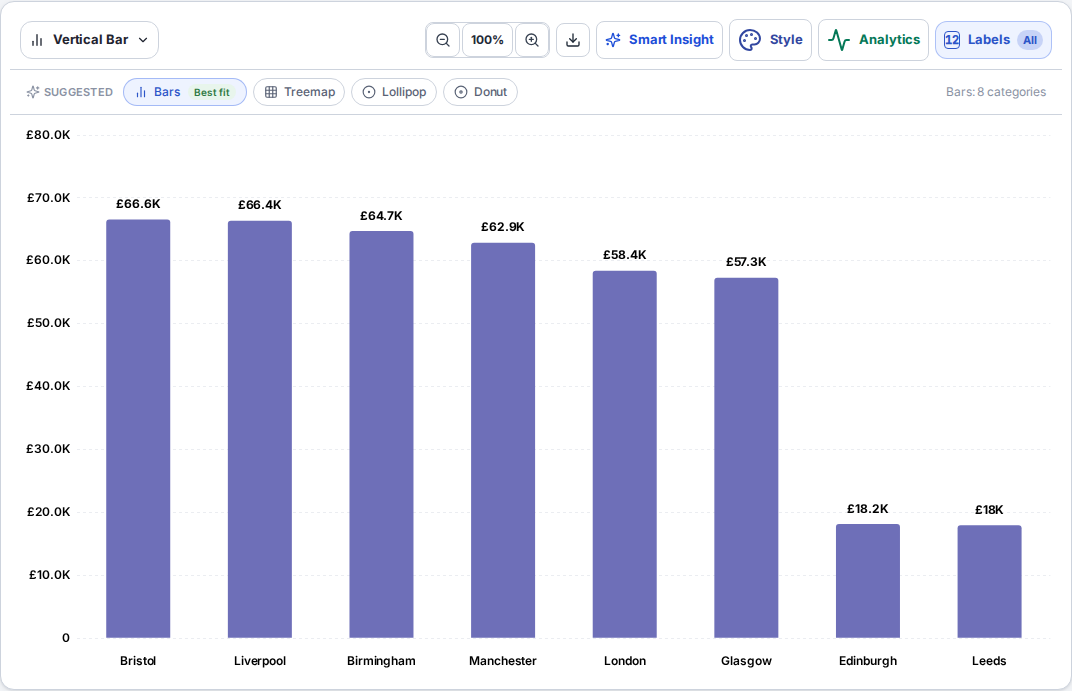 Vertical Bar
100%
Smart Insight
Style
Analytics
12 Labels All
SUGGESTED
Bars Best fit
Treemap
Lollipop
Donut
Bars: 8 categories
£80.0K
£70.0K
£60.0K
£50.0K
£40.0K
£30.0K
£20.0K
£10.0K
0
£66.6K
£66.4K
£64.7K
£62.9K
£58.4K
£57.3K
£18.2K
£18K
Bristol
Liverpool
Birmingham
Manchester
London
Glasgow
Edinburgh
Leeds